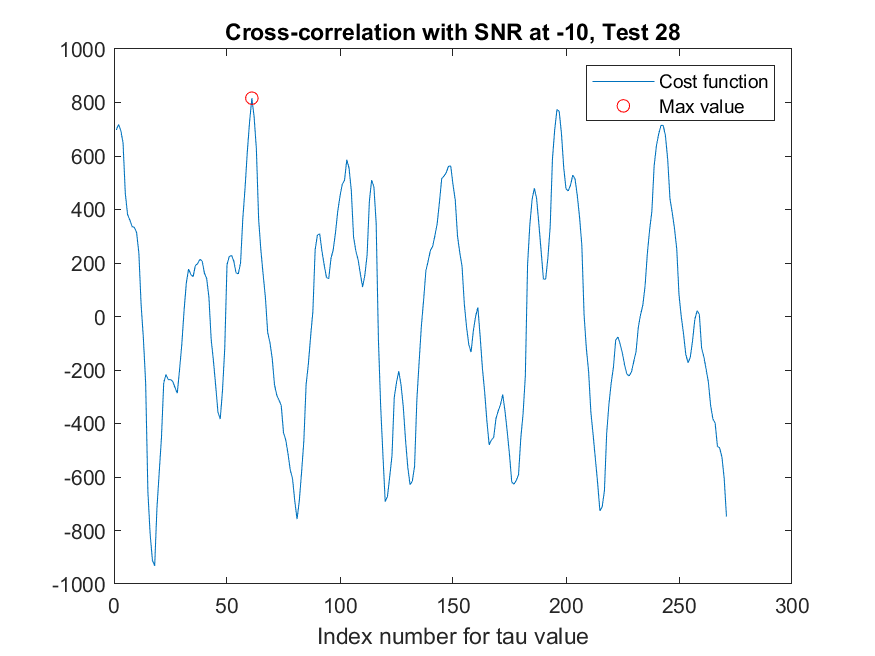 Cross-correlation with SNR at -10, Test 28
1000
800
600
400
200
0
-200
-400
-600
-800
-1000
Cost function
Max value
0 50 100 150 200 250 300
Index number for tau value